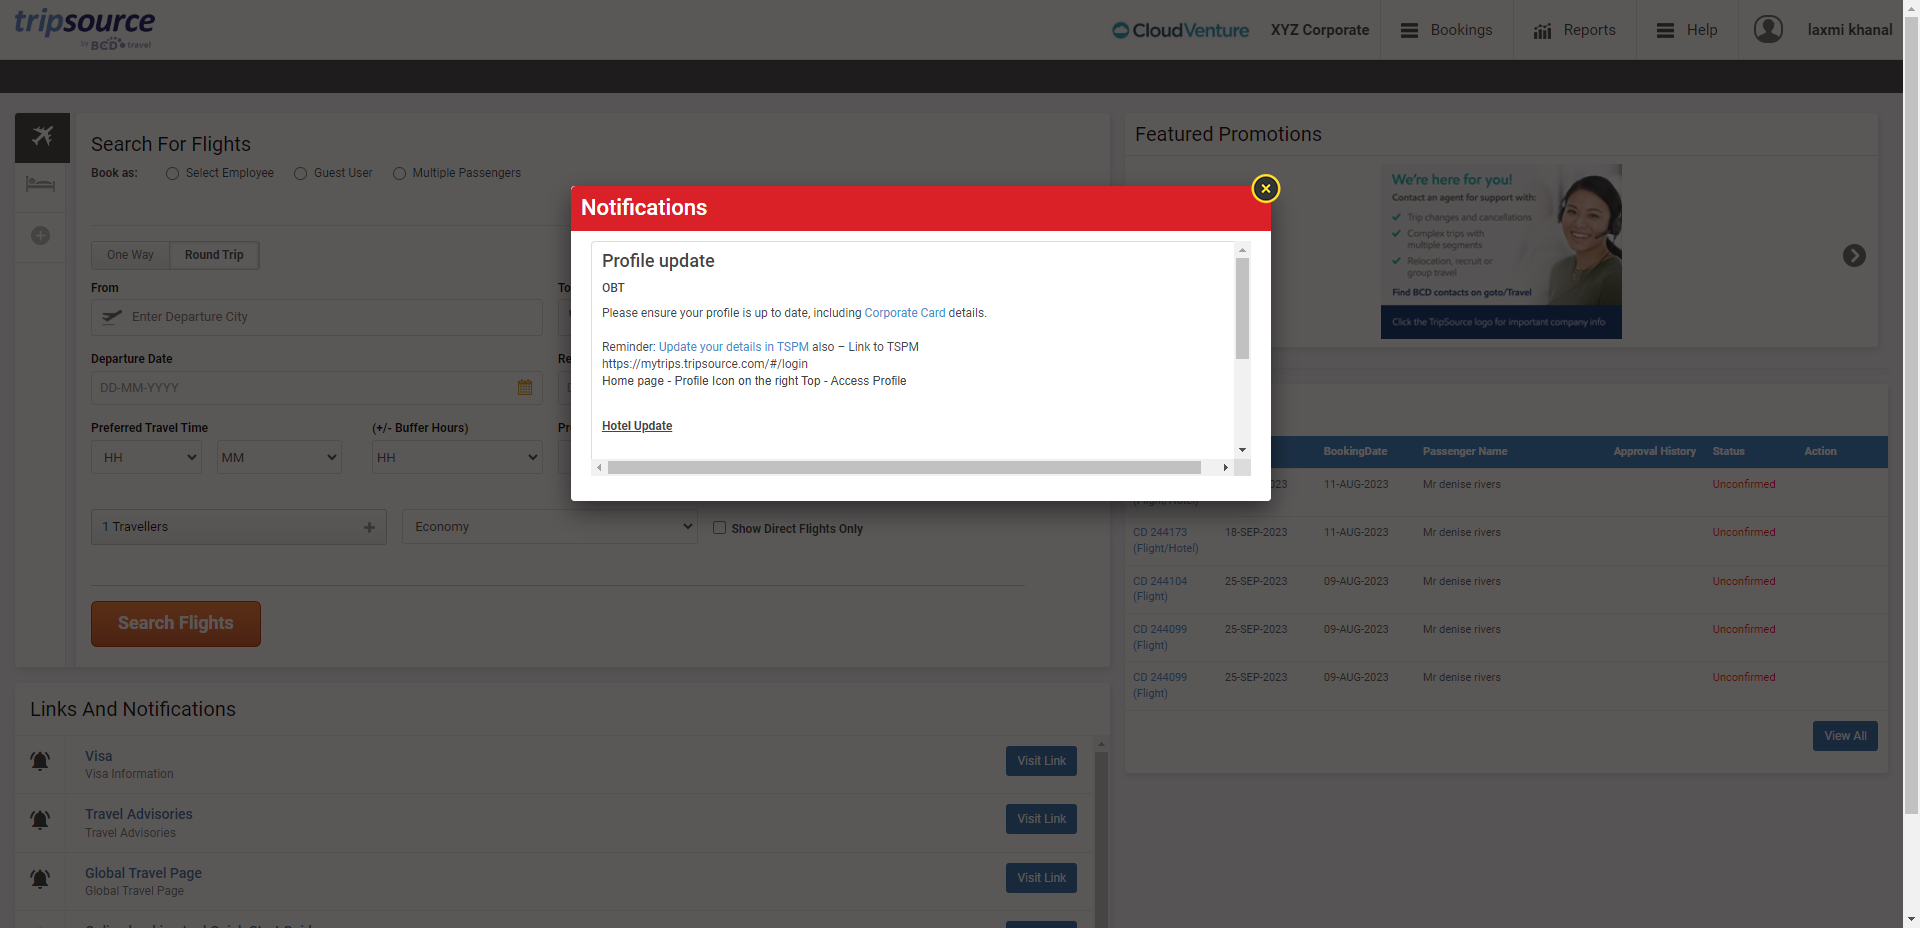 tripsource
by BCD travel
CloudVenture
XYZ Corporate
Bookings
Reports
Help
laxmi khanal
Search For Flights
Book as:
Select Employee
Guest User
Multiple Passengers
One Way
Round Trip
From
To
Enter Departure City
Departure Date
Re
DD-MM-YYYY
Preferred Travel Time
(+/- Buffer Hours)
Pr
HH
MM
HH
1 Travellers
Economy
Show Direct Flights Only
Search Flights
Notifications
Profile update
OBT
Please ensure your profile is up to date, including Corporate Card details.
Reminder: Update your details in TSPM also – Link to TSPM
https://mytrips.tripsource.com/#/login
Home page - Profile Icon on the right Top - Access Profile
Hotel Update
Featured Promotions
We're here for you!
Contact an agent for support with:
Trip changes and cancellations
Complex trips with
multiple segments
Relocation, recruit or
group travel
Find BCD contacts on goto/Travel
Click the TripSource logo for important company info
BookingDate
Passenger Name
Approval History
Status
Action
023
11-AUG-2023
Mr denise rivers
Unconfirmed
(Flight/Hotel)
CD 244173
18-SEP-2023
11-AUG-2023
Mr denise rivers
Unconfirmed
(Flight/Hotel)
CD 244104
25-SEP-2023
09-AUG-2023
Mr denise rivers
Unconfirmed
(Flight)
CD 244099
25-SEP-2023
09-AUG-2023
Mr denise rivers
Unconfirmed
(Flight)
CD 244099
25-SEP-2023
09-AUG-2023
Mr denise rivers
Unconfirmed
(Flight)
View All
Links And Notifications
Visa
Visa Information
Visit Link
Travel Advisories
Travel Advisories
Visit Link
Global Travel Page
Global Travel Page
Visit Link